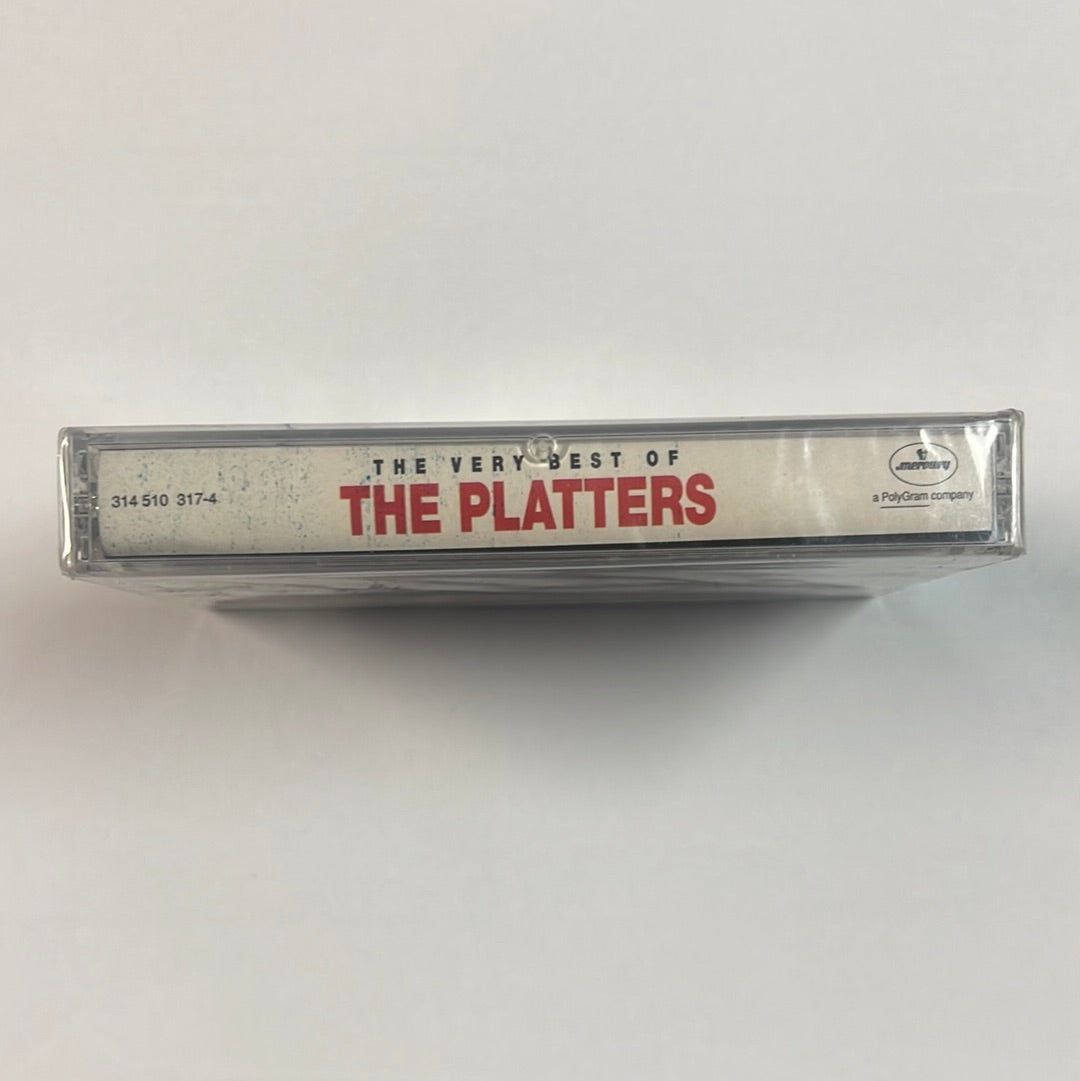 314 510 317-4
THE VERY BEST OF
THE PLATTERS
mercury
a PolyGram company